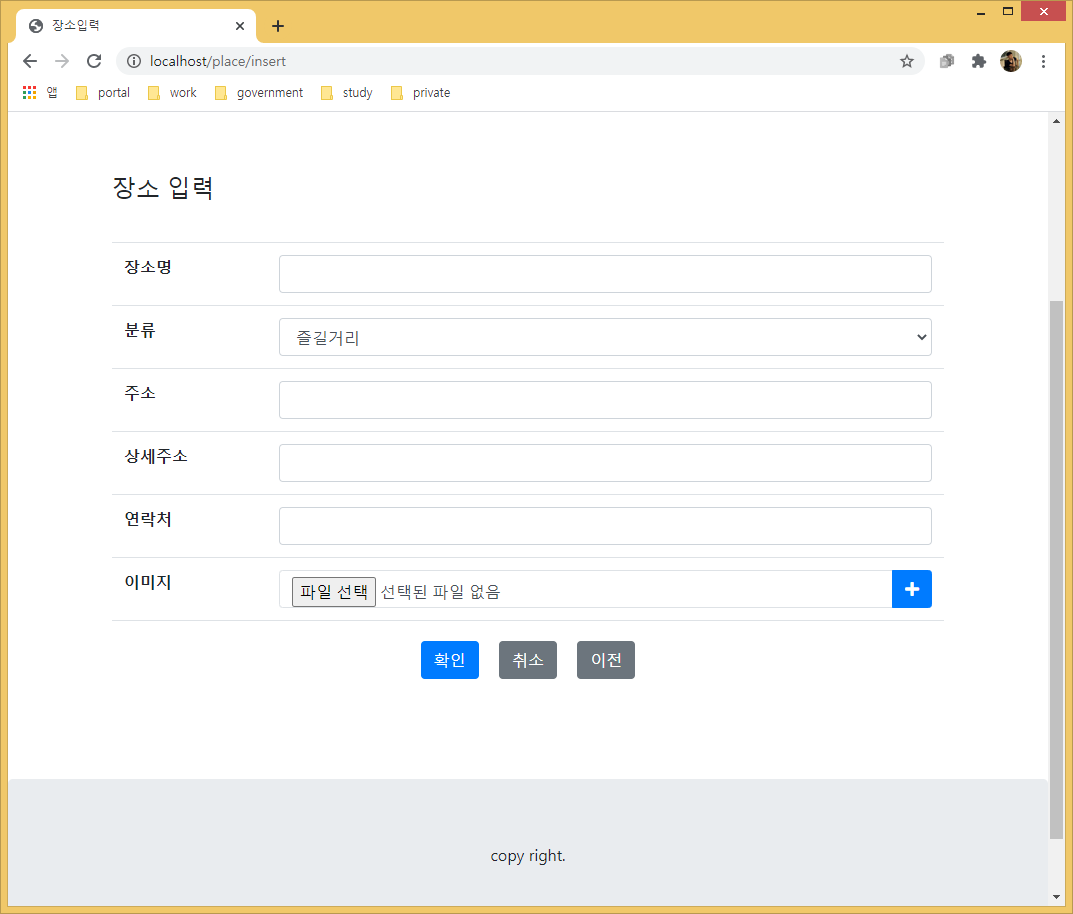 장소입력
localhost/place/insert
앱 portal work government study private
장소 입력
장소명
분류 즐길거리
주소
상세주소
연락처
이미지 파일 선택 선택된 파일 없음
확인 취소 이전
copy right.